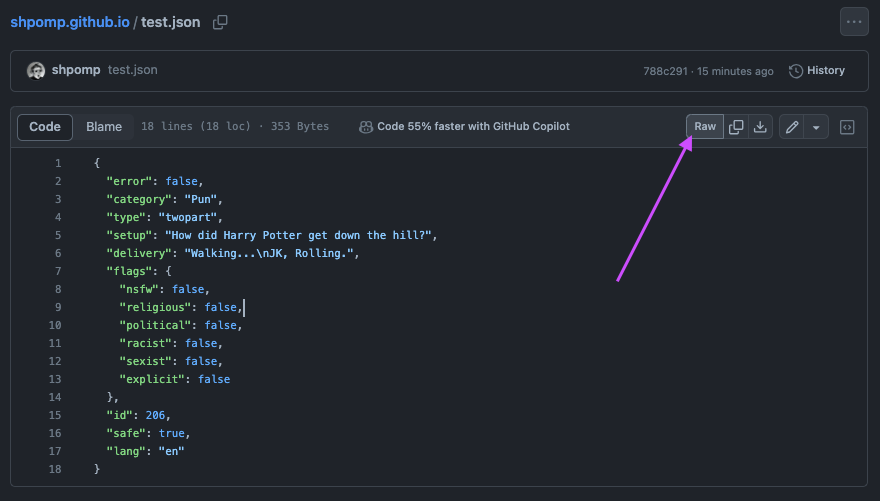 shpomp.github.io / test.json
shpomp test.json
788c291 · 15 minutes ago
History
Code Blame 18 lines (18 loc) · 353 Bytes
Code 55% faster with GitHub Copilot
Raw
1 {
2 "error": false,
3 "category": "Pun",
4 "type": "twopart",
5 "setup": "How did Harry Potter get down the hill?",
6 "delivery": "Walking...\nJK, Rolling.",
7 "flags": {
8 "nsfw": false,
9 "religious": false,
10 "political": false,
11 "racist": false,
12 "sexist": false,
13 "explicit": false
14 },
15 "id": 206,
16 "safe": true,
17 "lang": "en"
18 }